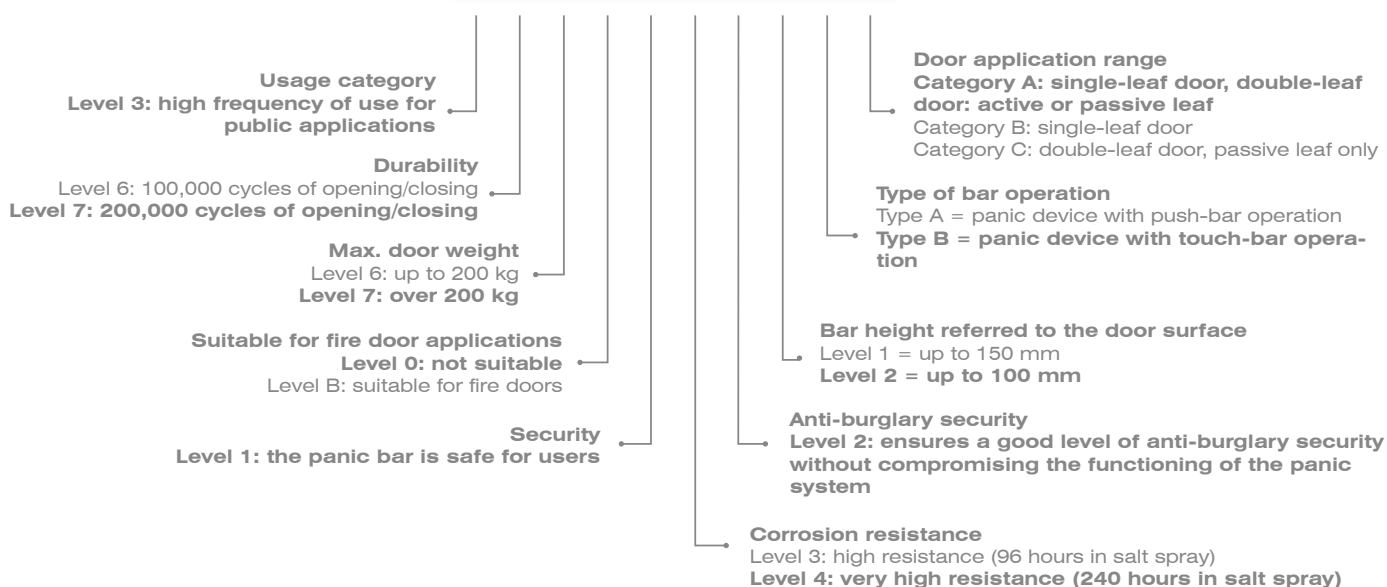 Usage category
Level 3: high frequency of use for
public applications
Durability
Level 6: 100,000 cycles of opening/closing
Level 7: 200,000 cycles of opening/closing
Max. door weight
Level 6: up to 200 kg
Level 7: over 200 kg
Suitable for fire door applications
Level 0: not suitable
Level B: suitable for fire doors
Security
Level 1: the panic bar is safe for users
Door application range
Category A: single-leaf door, double-leaf
door: active or passive leaf
Category B: single-leaf door
Category C: double-leaf door, passive leaf only
Type of bar operation
Type A = panic device with push-bar operation
Type B = panic device with touch-bar opera-
tion
Bar height referred to the door surface
Level 1 = up to 150 mm
Level 2 = up to 100 mm
Anti-burglary security
Level 2: ensures a good level of anti-burglary security
without compromising the functioning of the panic
system
Corrosion resistance
Level 3: high resistance (96 hours in salt spray)
Level 4: very high resistance (240 hours in salt spray)